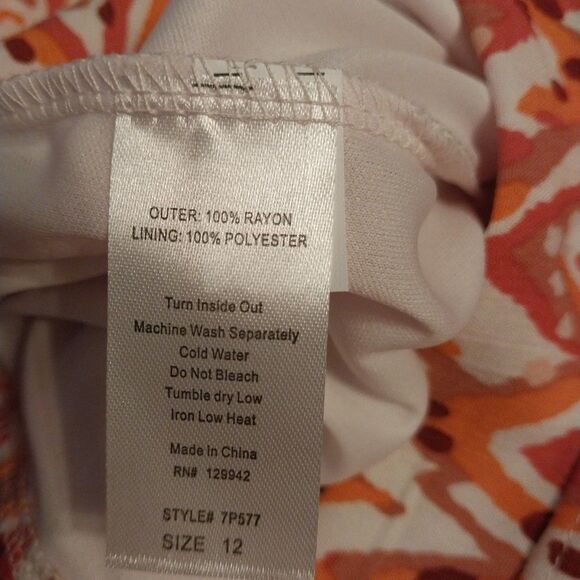 OUTER: 100% RAYON
LINING: 100% POLYESTER
Turn Inside Out
Machine Wash Separately
Cold Water
Do Not Bleach
Tumble dry Low
Iron Low Heat
Made in China
RN# 129942
STYLE# 7P577
SIZE 12